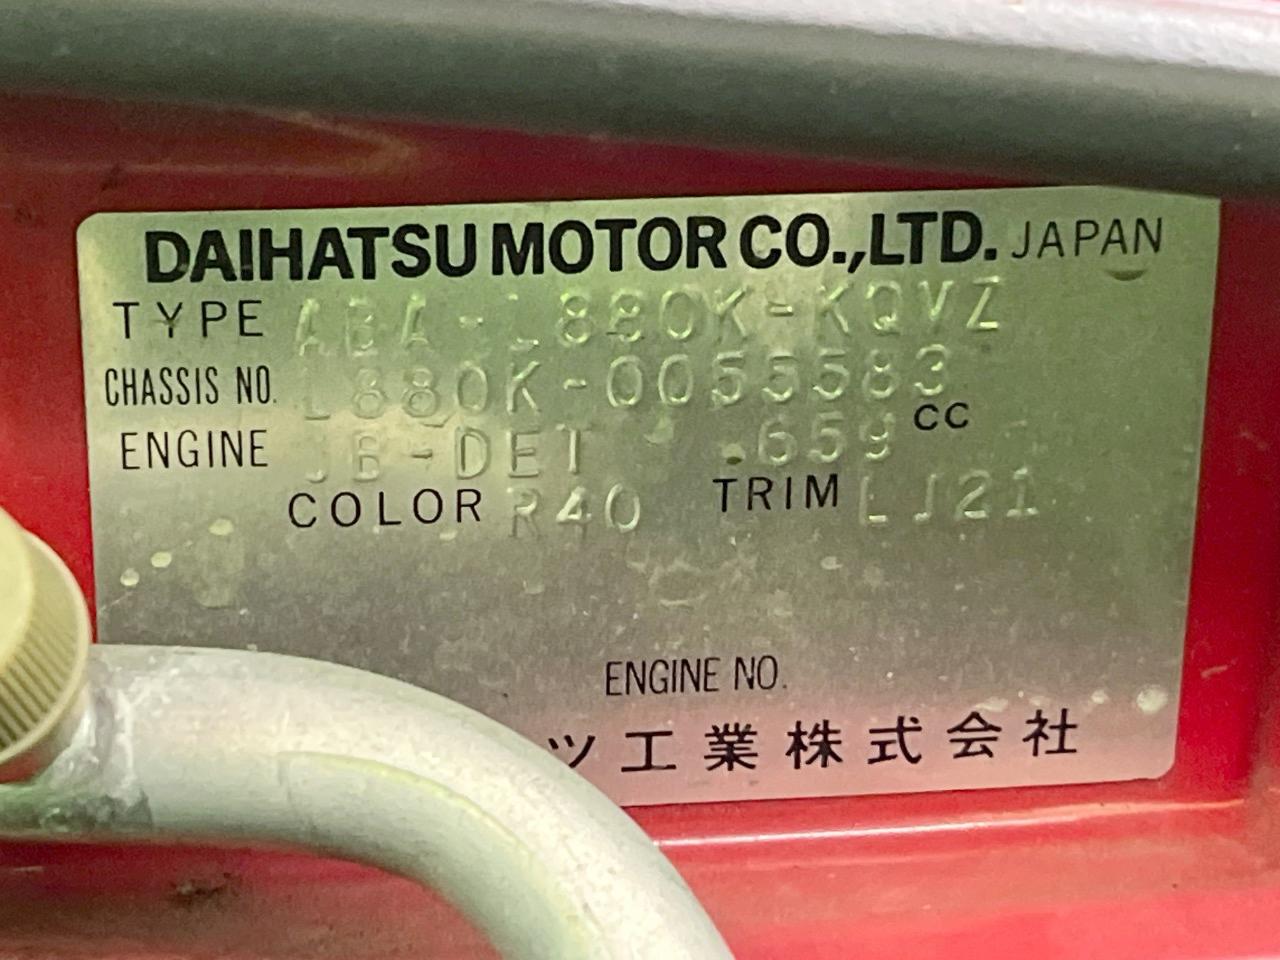 DAIHATSU MOTOR CO.,LTD. JAPAN
TYPE ABA-L880K-KQVZ
CHASSIS NO. L880K-0055583
ENGINE JB-DET .659 CC
COLOR R40 TRIM LJ21
ENGINE NO.
ツ工業株式会社